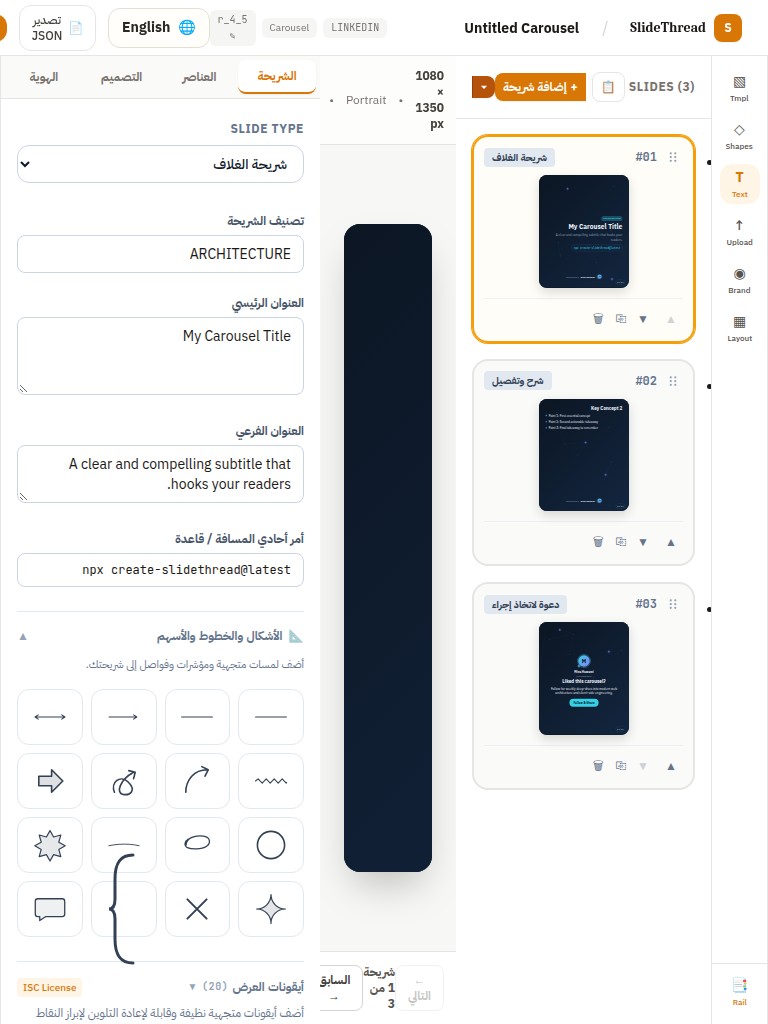 S
SlideThread
/
Untitled Carousel
LINKEDIN
Carousel
r_4_5
✎
🌐 English
تصدير
JSON
Tmpl
Shapes
T
Text
Upload
Brand
Layout
Rail
SLIDES (3)
+ إضافة شريحة
#01
شريحة الغلاف
My Carousel Title
#02
شرح وتفصيل
Key Concept 2
#03
دعوة لاتخاذ إجراء
Liked this carousel?
1080
×
1350
px
•
Portrait
•
←
التالي
شريحة
1 من
3
السابق
→
الشريحة
العناصر
التصميم
الهوية
SLIDE TYPE
شريحة الغلاف
تصنيف الشريحة
ARCHITECTURE
العنوان الرئيسي
My Carousel Title
العنوان الفرعي
A clear and compelling subtitle that
hooks your readers.
أمر أحادي المسافة / قاعدة
npx create-slidethread@latest
الأشكال والخطوط والأسهم
أضف لمسات متجهية ومؤشرات وفواصل إلى شريحتك.
أيقونات العرض (20)
ISC License
أضف أيقونات متجهية نظيفة وقابلة لإعادة التلوين لإبراز النقاط